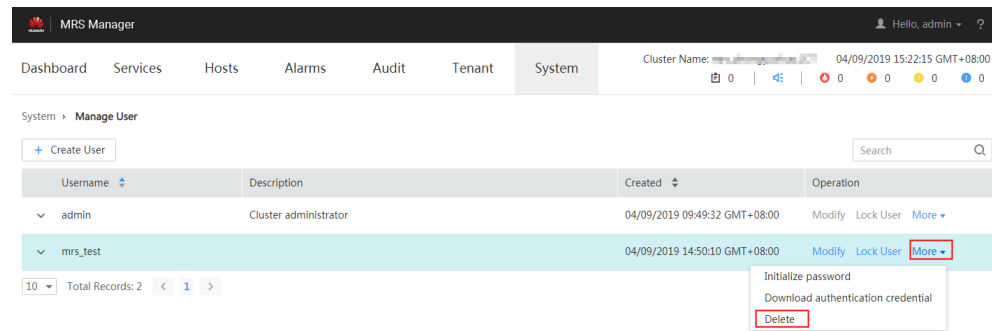 HUAWEI MRS Manager Hello, admin ?
Dashboard Services Hosts Alarms Audit Tenant System Cluster Name: 04/09/2019 15:22:15 GMT+08:00
0 0 0 0 0
System › Manage User
+ Create User Search
Username Description Created Operation
admin Cluster administrator 04/09/2019 09:49:32 GMT+08:00 Modify Lock User More
mrs_test 04/09/2019 14:50:10 GMT+08:00 Modify Lock User More
10 Total Records: 2 < 1 >
Initialize password
Download authentication credential
Delete